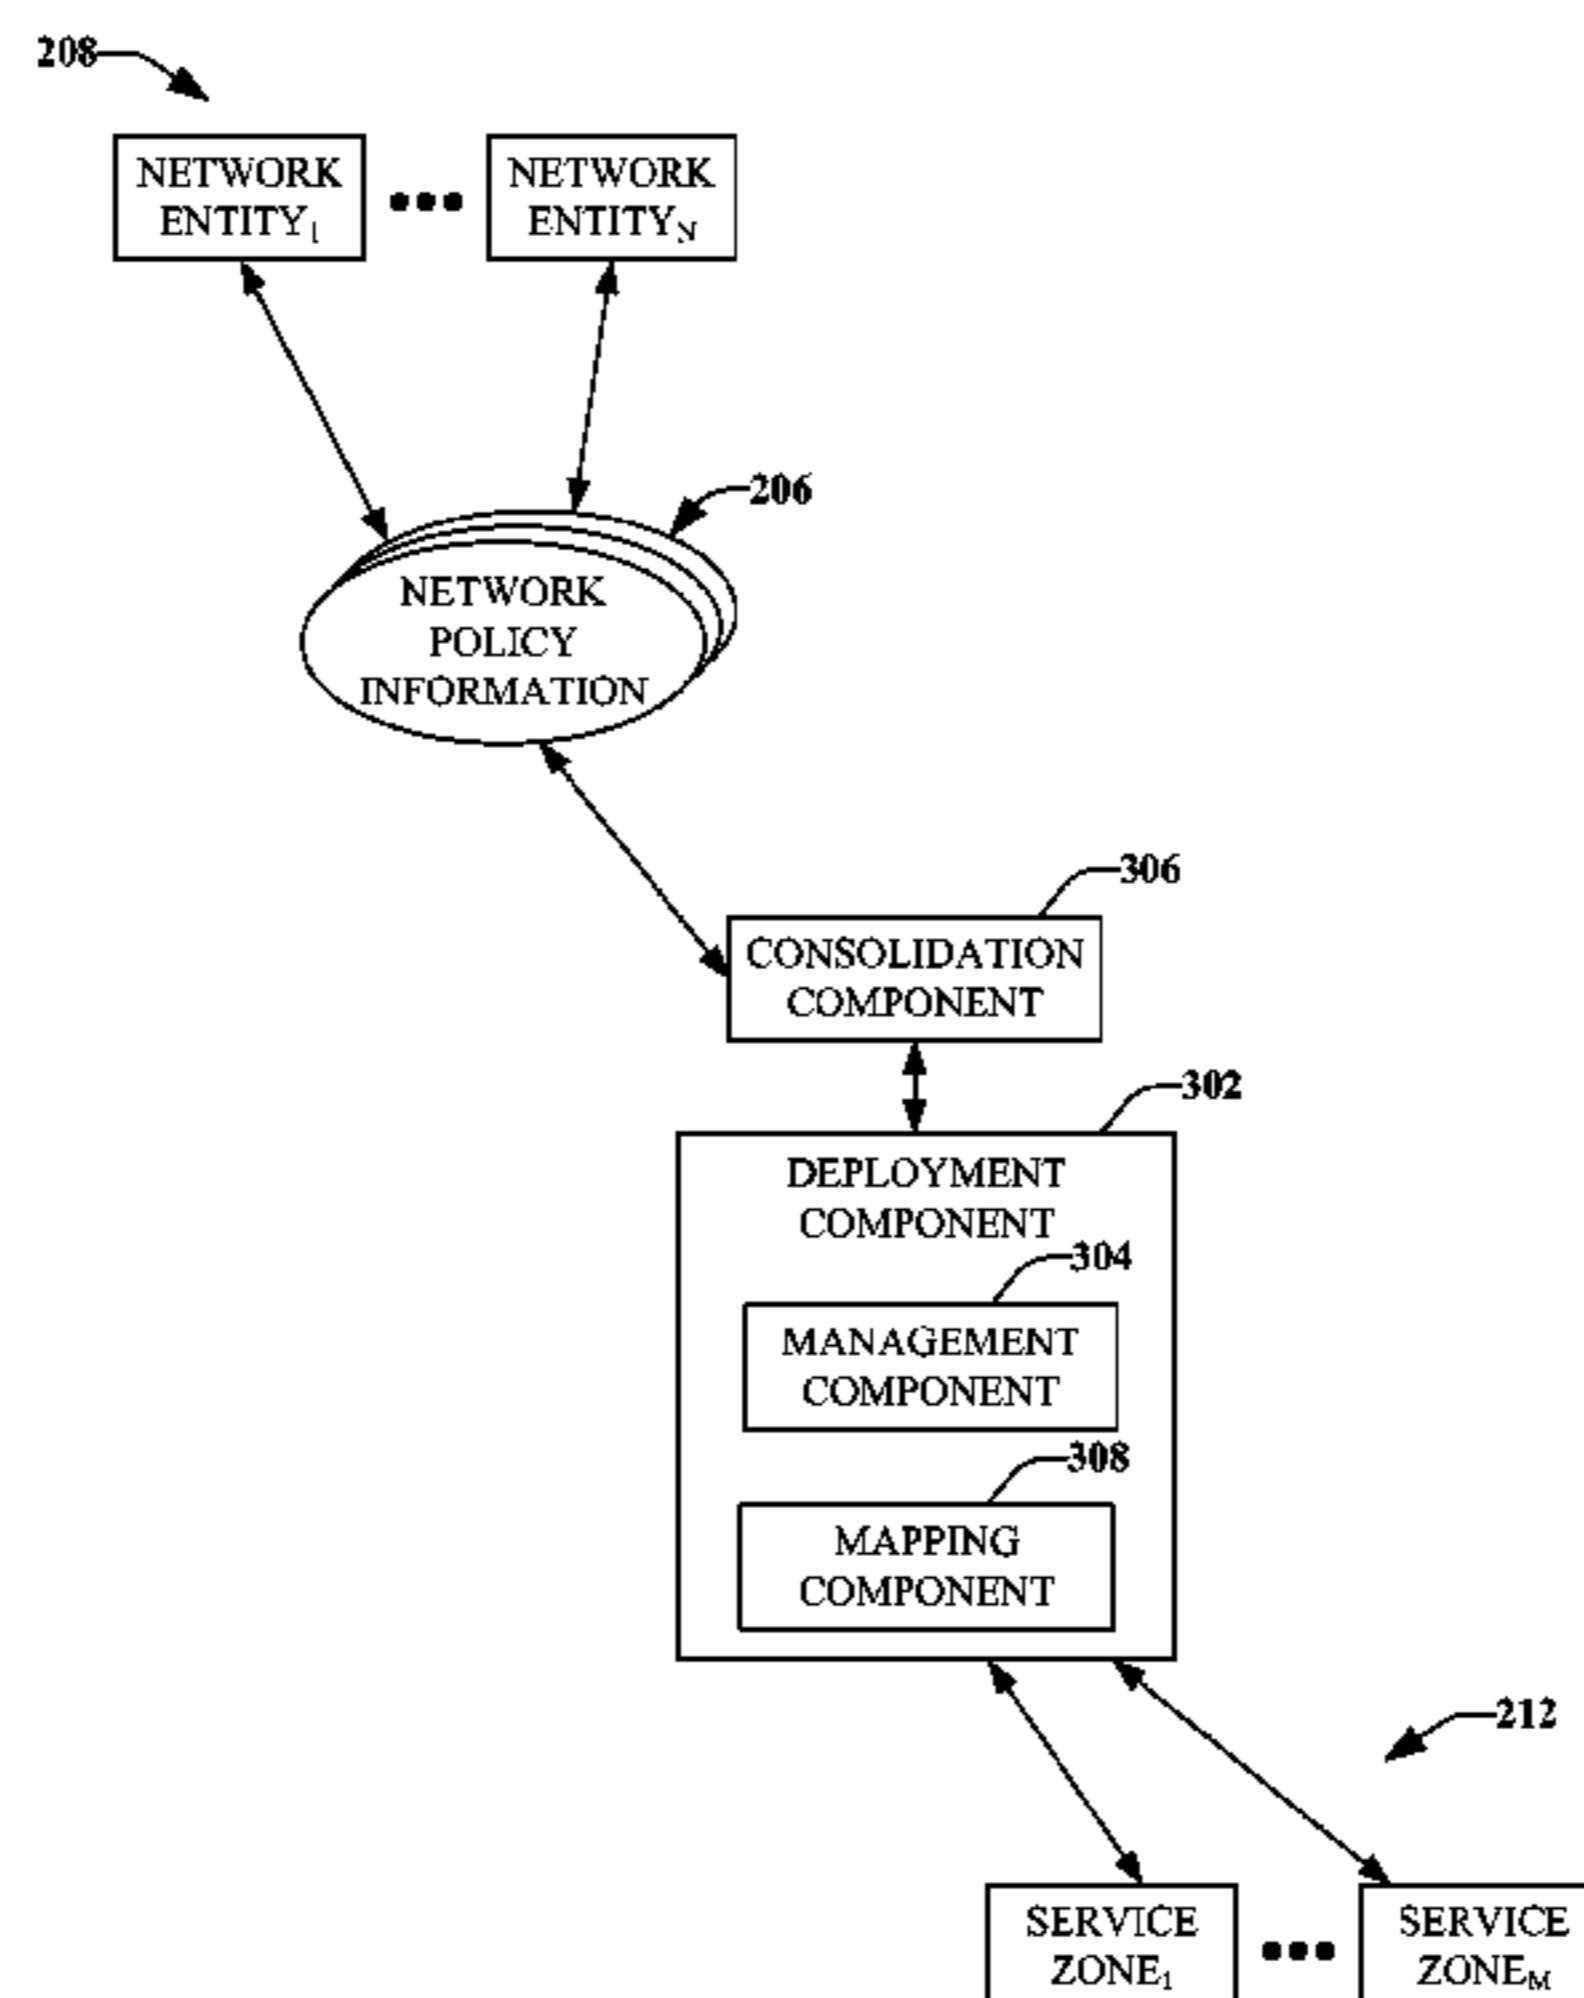 208
NETWORK
ENTITY1
NETWORK
ENTITYN
206
NETWORK
POLICY
INFORMATION
306
CONSOLIDATION
COMPONENT
302
DEPLOYMENT
COMPONENT
304
MANAGEMENT
COMPONENT
308
MAPPING
COMPONENT
212
SERVICE
ZONE1
SERVICE
ZONEM